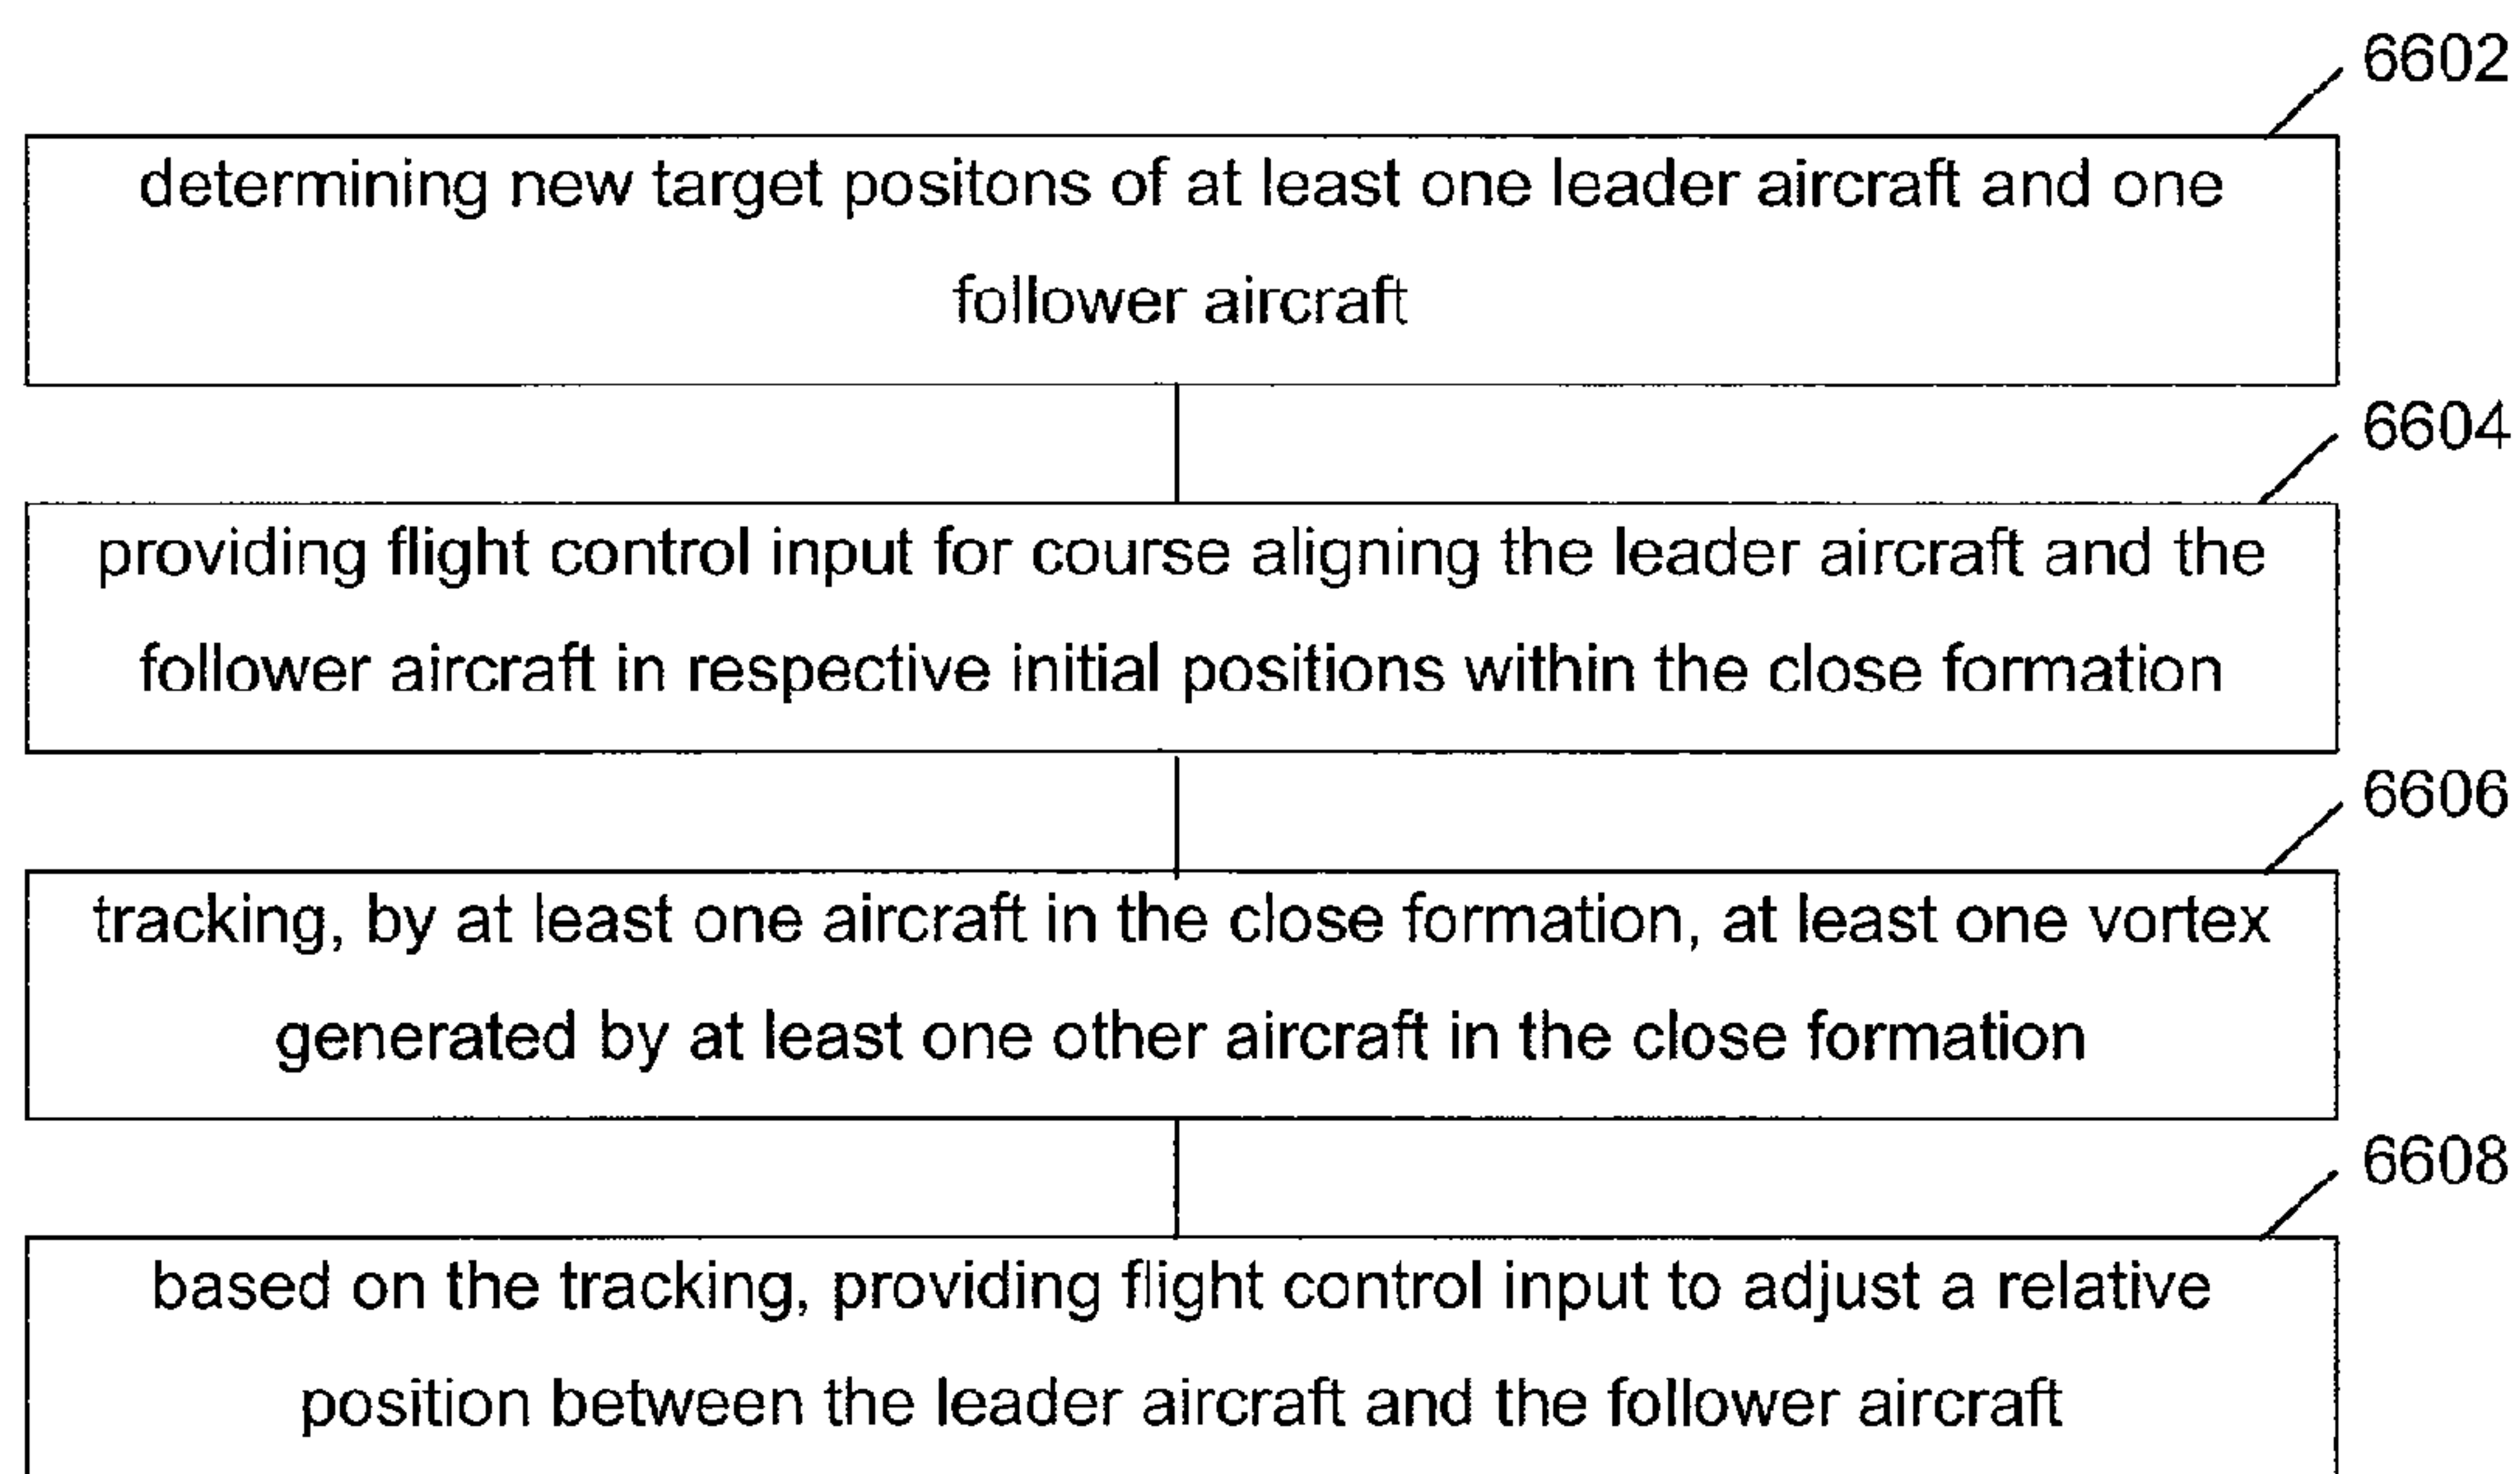 6602
determining new target positons of at least one leader aircraft and one
follower aircraft
6604
providing flight control input for course aligning the leader aircraft and the
follower aircraft in respective initial positions within the close formation
6606
tracking, by at least one aircraft in the close formation, at least one vortex
generated by at least one other aircraft in the close formation
6608
based on the tracking, providing flight control input to adjust a relative
position between the leader aircraft and the follower aircraft